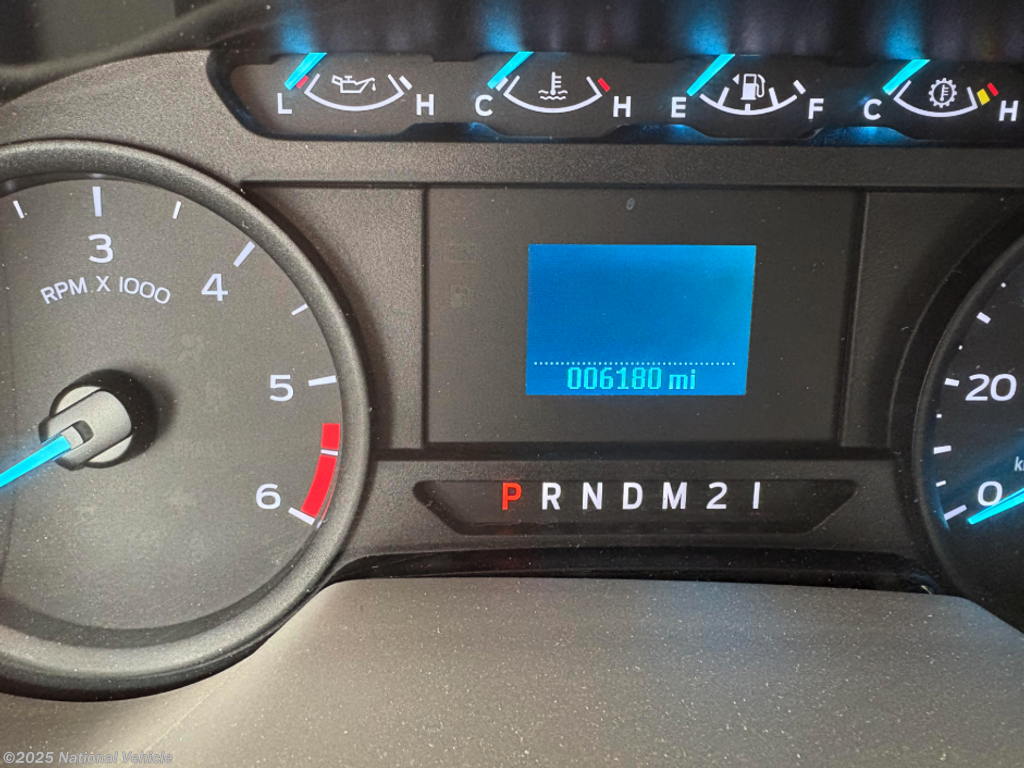 L H C H E F C H
3
RPM X 1000
4
5
6
006180 mi
20
0
P R N D M 2 1
©2025 National Vehicle